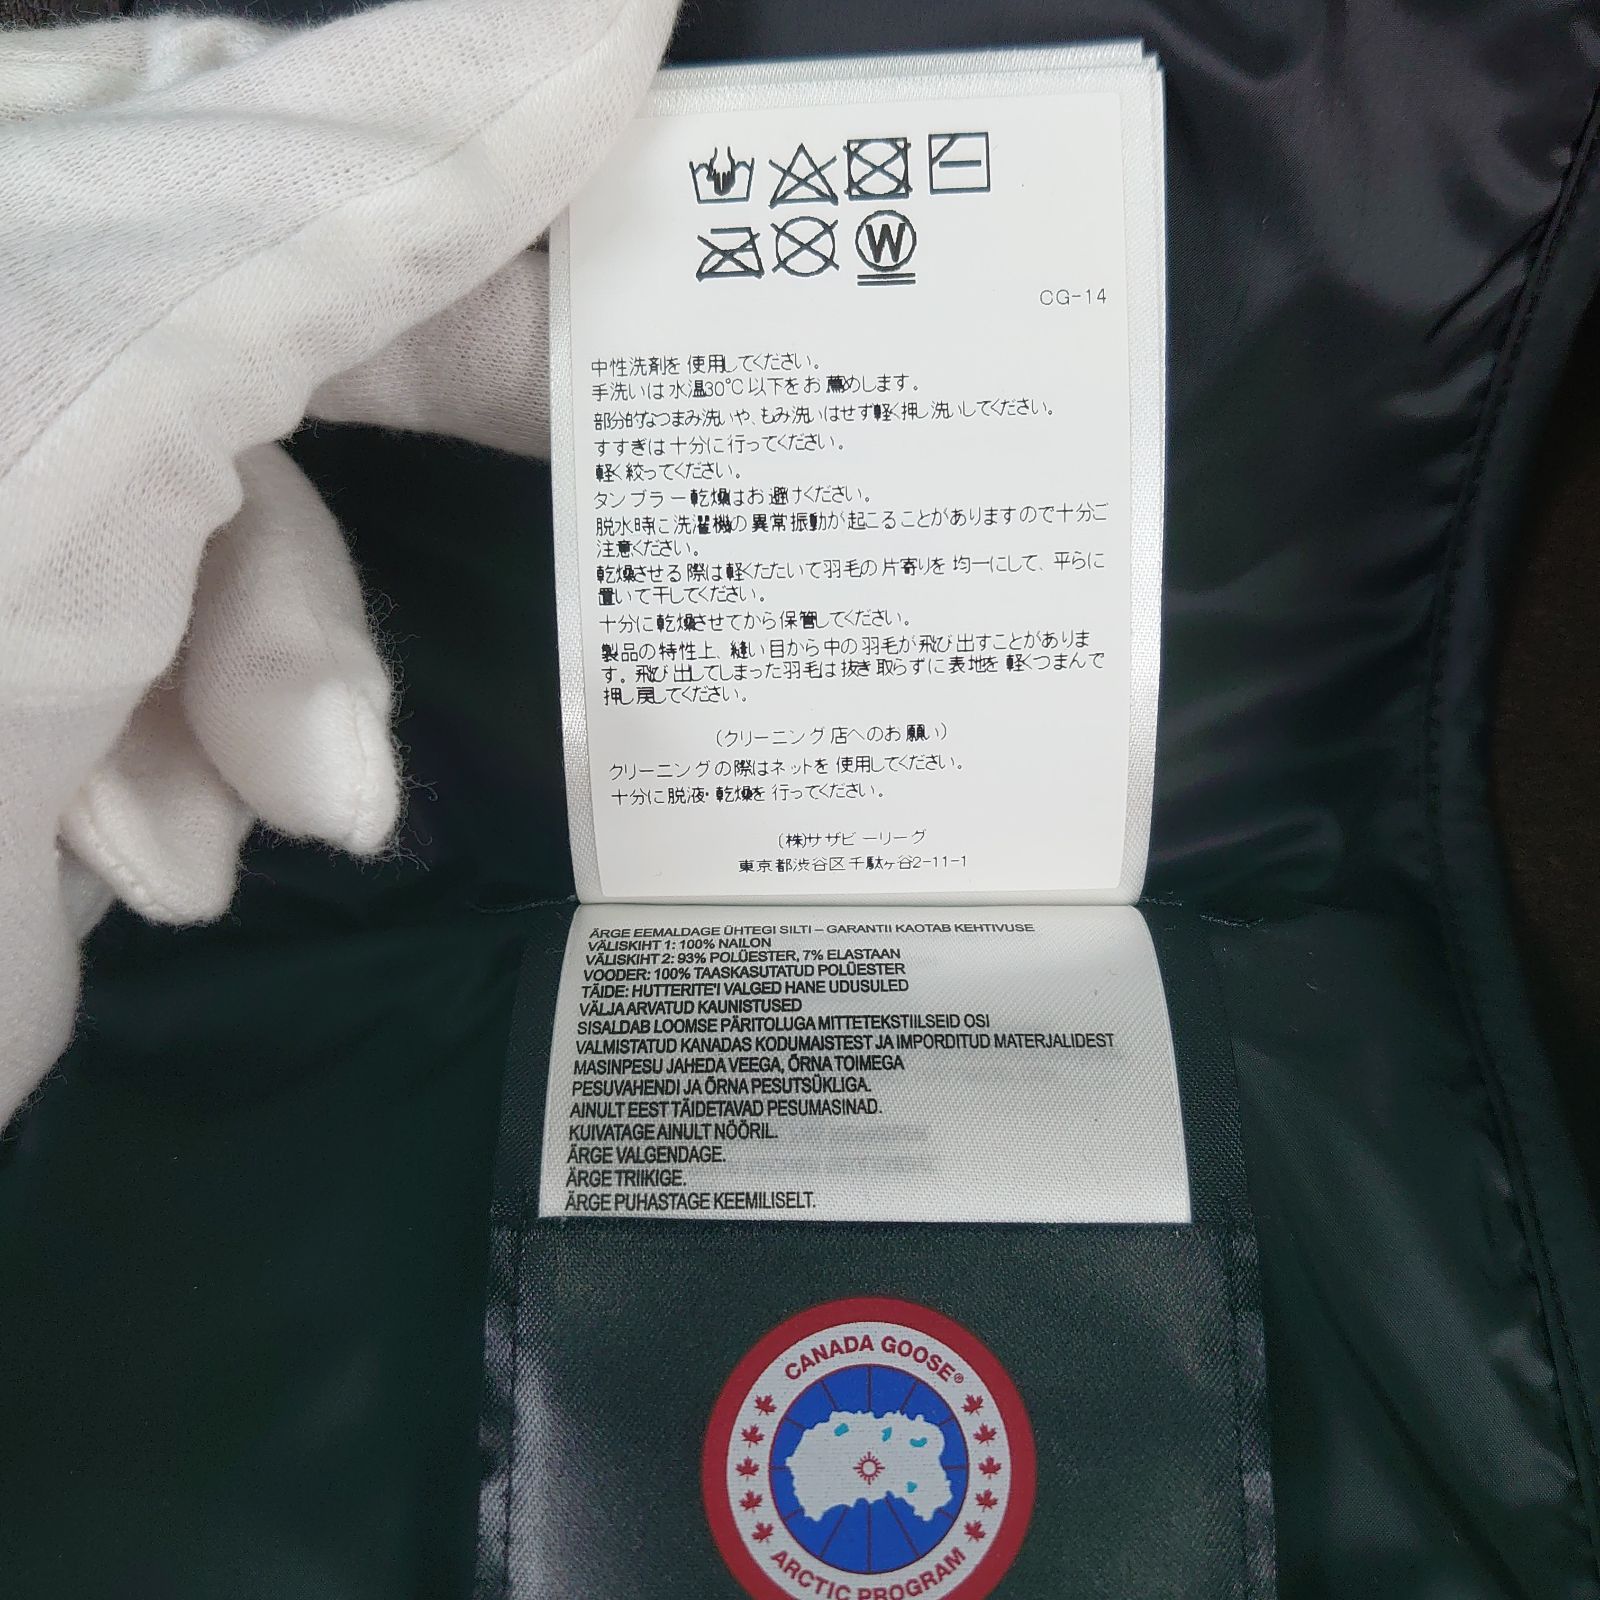 W
CG-14
中性洗剤を使用してください。
手洗いは水温30℃以下をお薦めします。
部分的なつまみ洗いや、もみ洗いはせず軽く押し洗いしてください。
すすぎは十分に行ってください。
軽く絞ってください。
タンブラー乾燥はお避けください。
脱水時に洗濯機の異常振動が起こることがありますので十分ご
注意ください。
乾燥させる際は軽くたたいて羽毛の片寄りを均一にして、平らに
置いて干してください。
十分に乾燥させてから保管してください。
製品の特性上、縫い目から中の羽毛が飛び出すことがありま
す。飛び出してしまった羽毛は抜き取らずに表地を軽くつまんで
押し戻してください。
(クリーニング店へのお願い)
クリーニングの際はネットを使用してください。
十分に脱液・乾燥を行ってください。
(株)サザビーリーグ
東京都渋谷区千駄ヶ谷2-11-1
ÄRGE EEMALDAGE ÜHTEGI SILTI – GARANTII KAOTAB KEHTIVUSE
VÄLISKIHT 1: 100% NAILON
VÄLISKIHT 2: 93% POLÜESTER, 7% ELASTAAN
VOODER: 100% TAASKASUTATUD POLÜESTER
TÄIDE: HUTTERITE'I VALGED HANE UDUSULED
VÄLJA ARVATUD KAUNISTUSED
SISALDAB LOOMSE PÄRITOLUGA MITTETEKSTIILSEID OSI
VALMISTATUD KANADAS KODUMAISTEST JA IMPORDITUD MATERJALIDEST
MASINPESU JAHEDA VEEGA, ÕRNA TOIMEGA
PESUVAHENDI JA ÕRNA PESUTSÜKLIGA.
AINULT EEST TÄIDETAVAD PESUMASINAD.
KUIVATAGE AINULT NÖÖRIL.
ÄRGE VALGENDAGE.
ÄRGE TRIIKIGE.
ÄRGE PUHASTAGE KEEMILISELT.
CANADA GOOSE®
ARCTIC PROGRAM